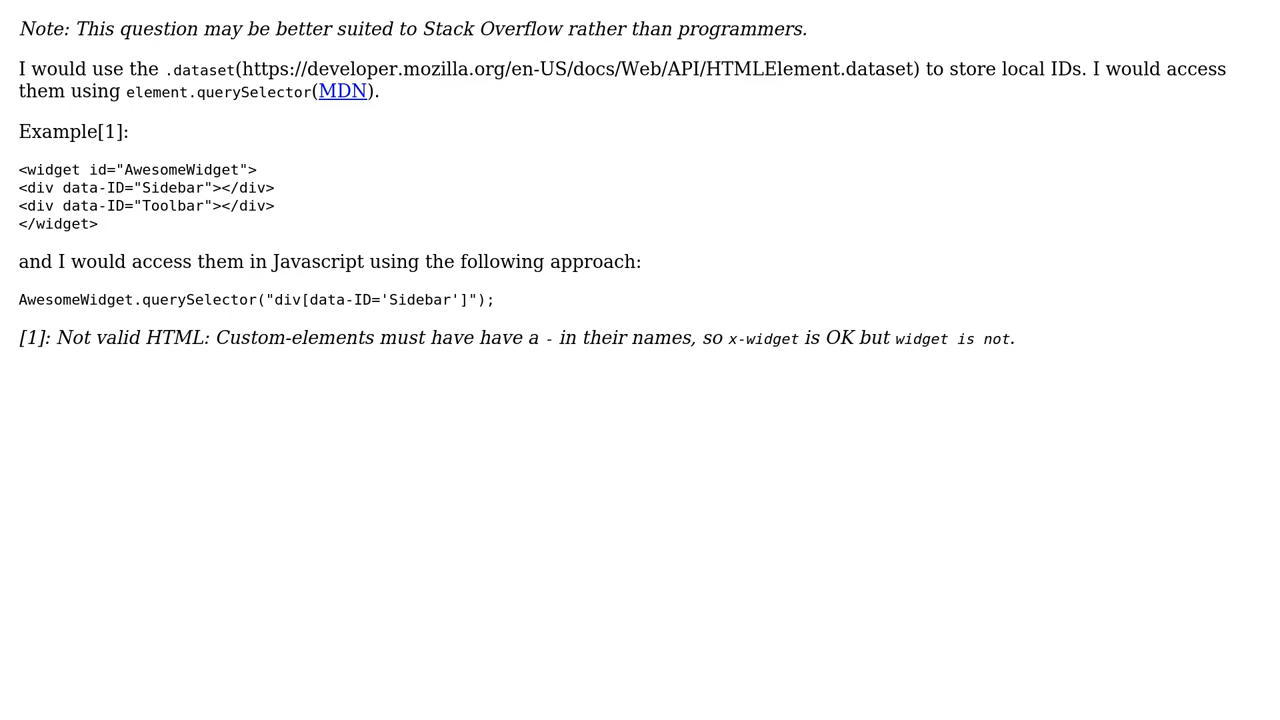 Note: This question may be better suited to Stack Overflow rather than programmers.
I would use the .dataset(https://developer.mozilla.org/en-US/docs/Web/API/HTMLElement.dataset) to store local IDs. I would access
them using element.querySelector(MDN).
Example[1]:
<widget id="AwesomeWidget">
<div data-ID="Sidebar"></div>
<div data-ID="Toolbar"></div>
</widget>
and I would access them in Javascript using the following approach:
AwesomeWidget.querySelector("div[data-ID='Sidebar']");
[1]: Not valid HTML: Custom-elements must have have a - in their names, so x-widget is OK but widget is not.